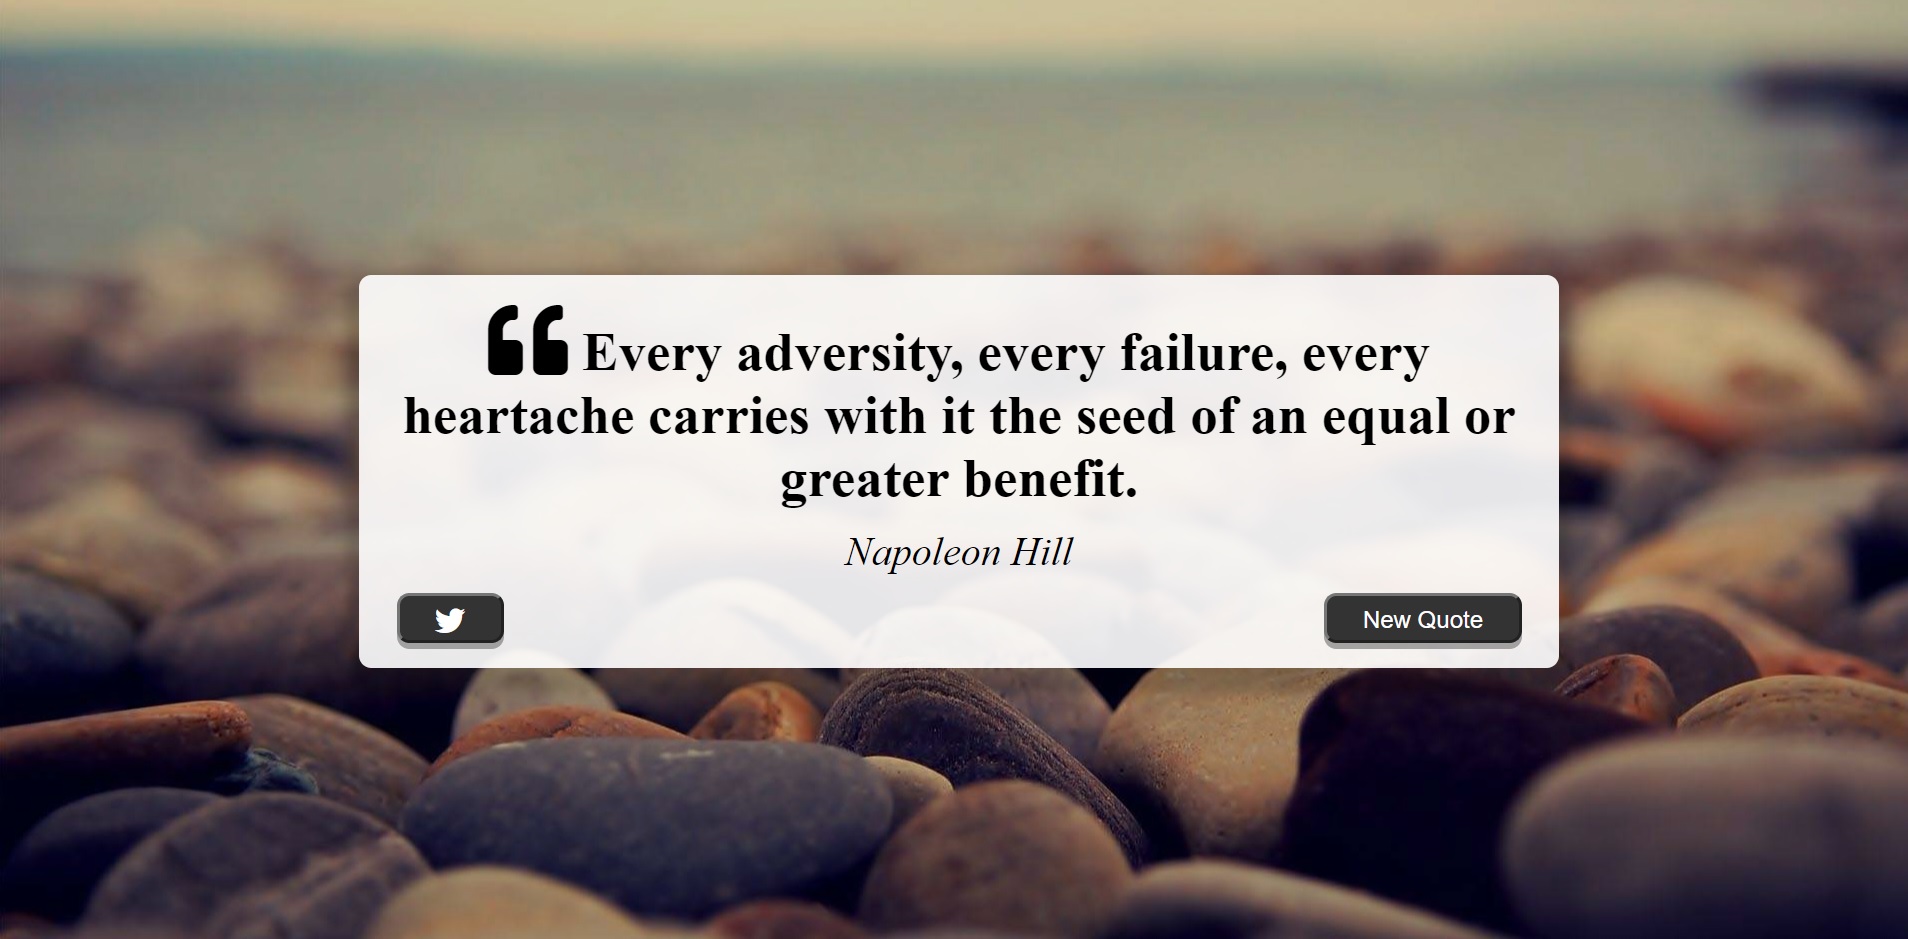 Every adversity, every failure, every
heartache carries with it the seed of an equal or
greater benefit.
Napoleon Hill
New Quote